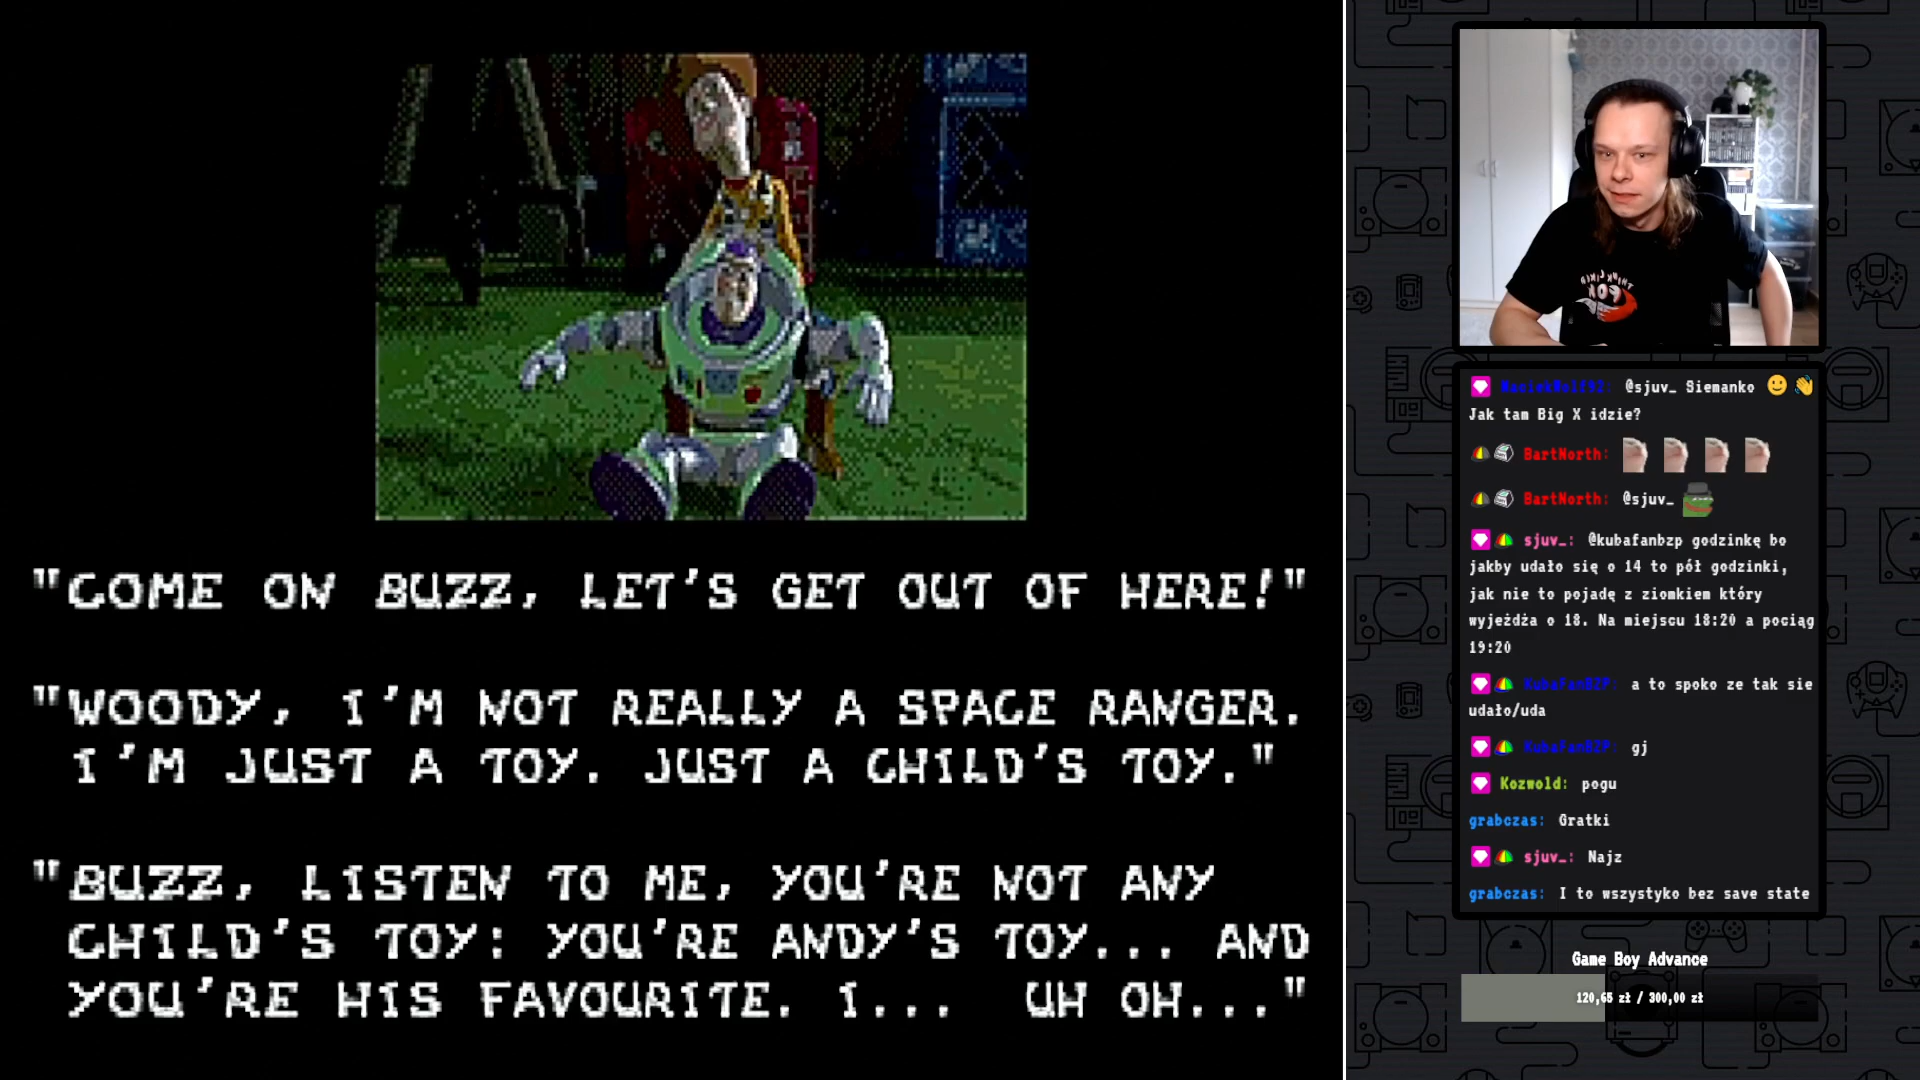 "COME ON BUZZ, LET'S GET OUT OF HERE!"
"WOODY, I'M NOT REALLY A SPACE RANGER.
I'M JUST A TOY. JUST A CHILD'S TOY."
"BUZZ, LISTEN TO ME, YOU'RE NOT ANY
CHILD'S TOY: YOU'RE ANDY'S TOY... AND
YOU'RE HIS FAVOURITE. I... UH OH..."
@sjuv_ Siemanko
Jak tam Big X idzie?
BartNorth:
BartNorth: @sjuv_
sjuv_: @kubafanbzp godzinkę bo
jakby udało się o 14 to pół godzinki,
jak nie to pojadę z ziomkiem który
wyjeżdża o 18. Na miejscu 18:20 a pociąg
19:20
KubaFanBZP: a to spoko ze tak sie
udało/uda
KubaFanBZP: gj
Kozwold: pogu
grabczas: Gratki
sjuv_: Najz
grabczas: I to wszystyko bez save state
Game Boy Advance
120,65 zł / 300,00 zł